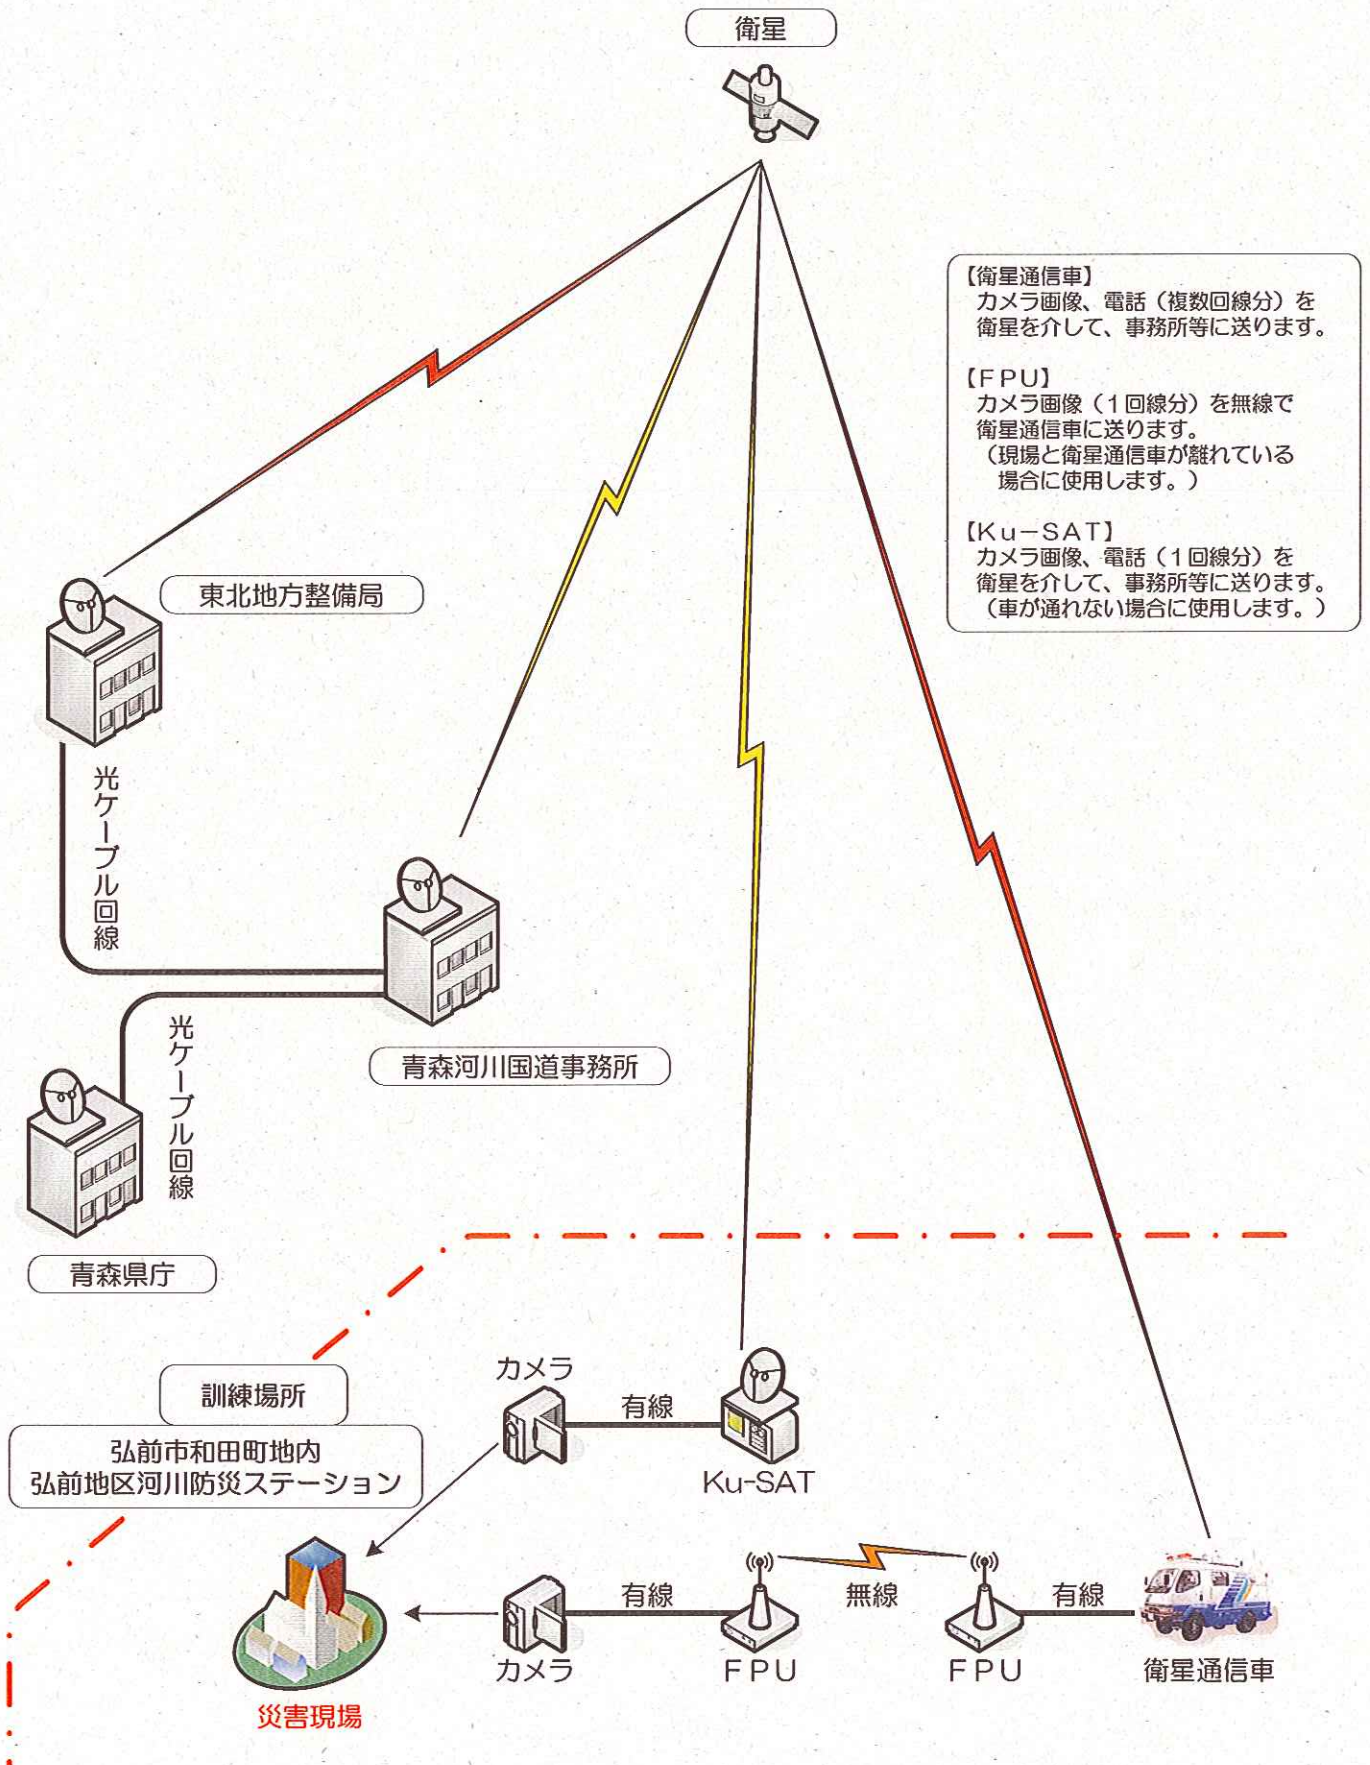 衛星
【衛星通信車】
カメラ画像、電話（複数回線分）を
衛星を介して、事務所等に送ります。
【ＦＰＵ】
カメラ画像（１回線分）を無線で
衛星通信車に送ります。
（現場と衛星通信車が離れている
場合に使用します。）
【Ｋｕ－ＳＡＴ】
カメラ画像、電話（１回線分）を
衛星を介して、事務所等に送ります。
（車が通れない場合に使用します。）
東北地方整備局
光ケーブル回線
青森河川国道事務所
光ケーブル回線
青森県庁
訓練場所
弘前市和田町地内
弘前地区河川防災ステーション
カメラ
有線
Ku-SAT
カメラ
有線
ＦＰＵ
無線
ＦＰＵ
有線
衛星通信車
災害現場